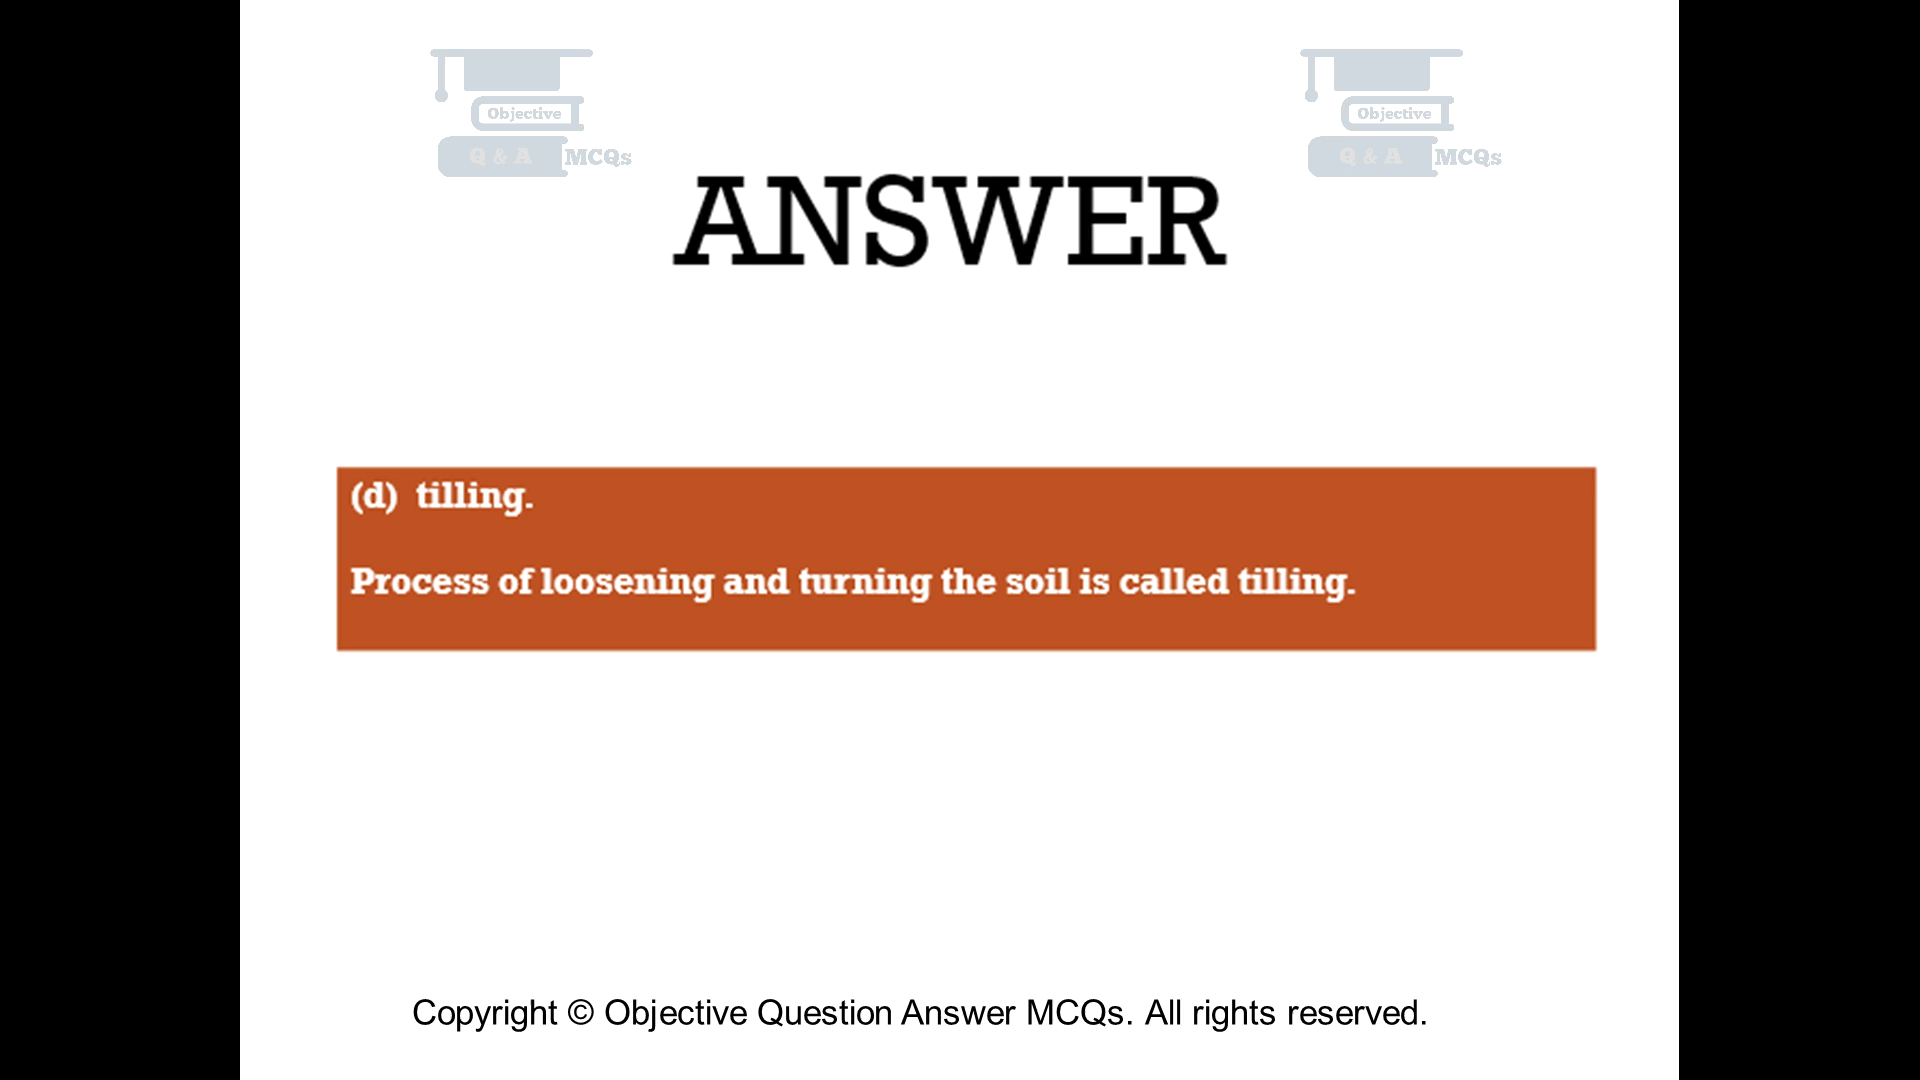 Objective
Q & A MCQs
Objective
Q & A MCQs
ANSWER
(d) tilling.
Process of loosening and turning the soil is called tilling.
Copyright © Objective Question Answer MCQs. All rights reserved.